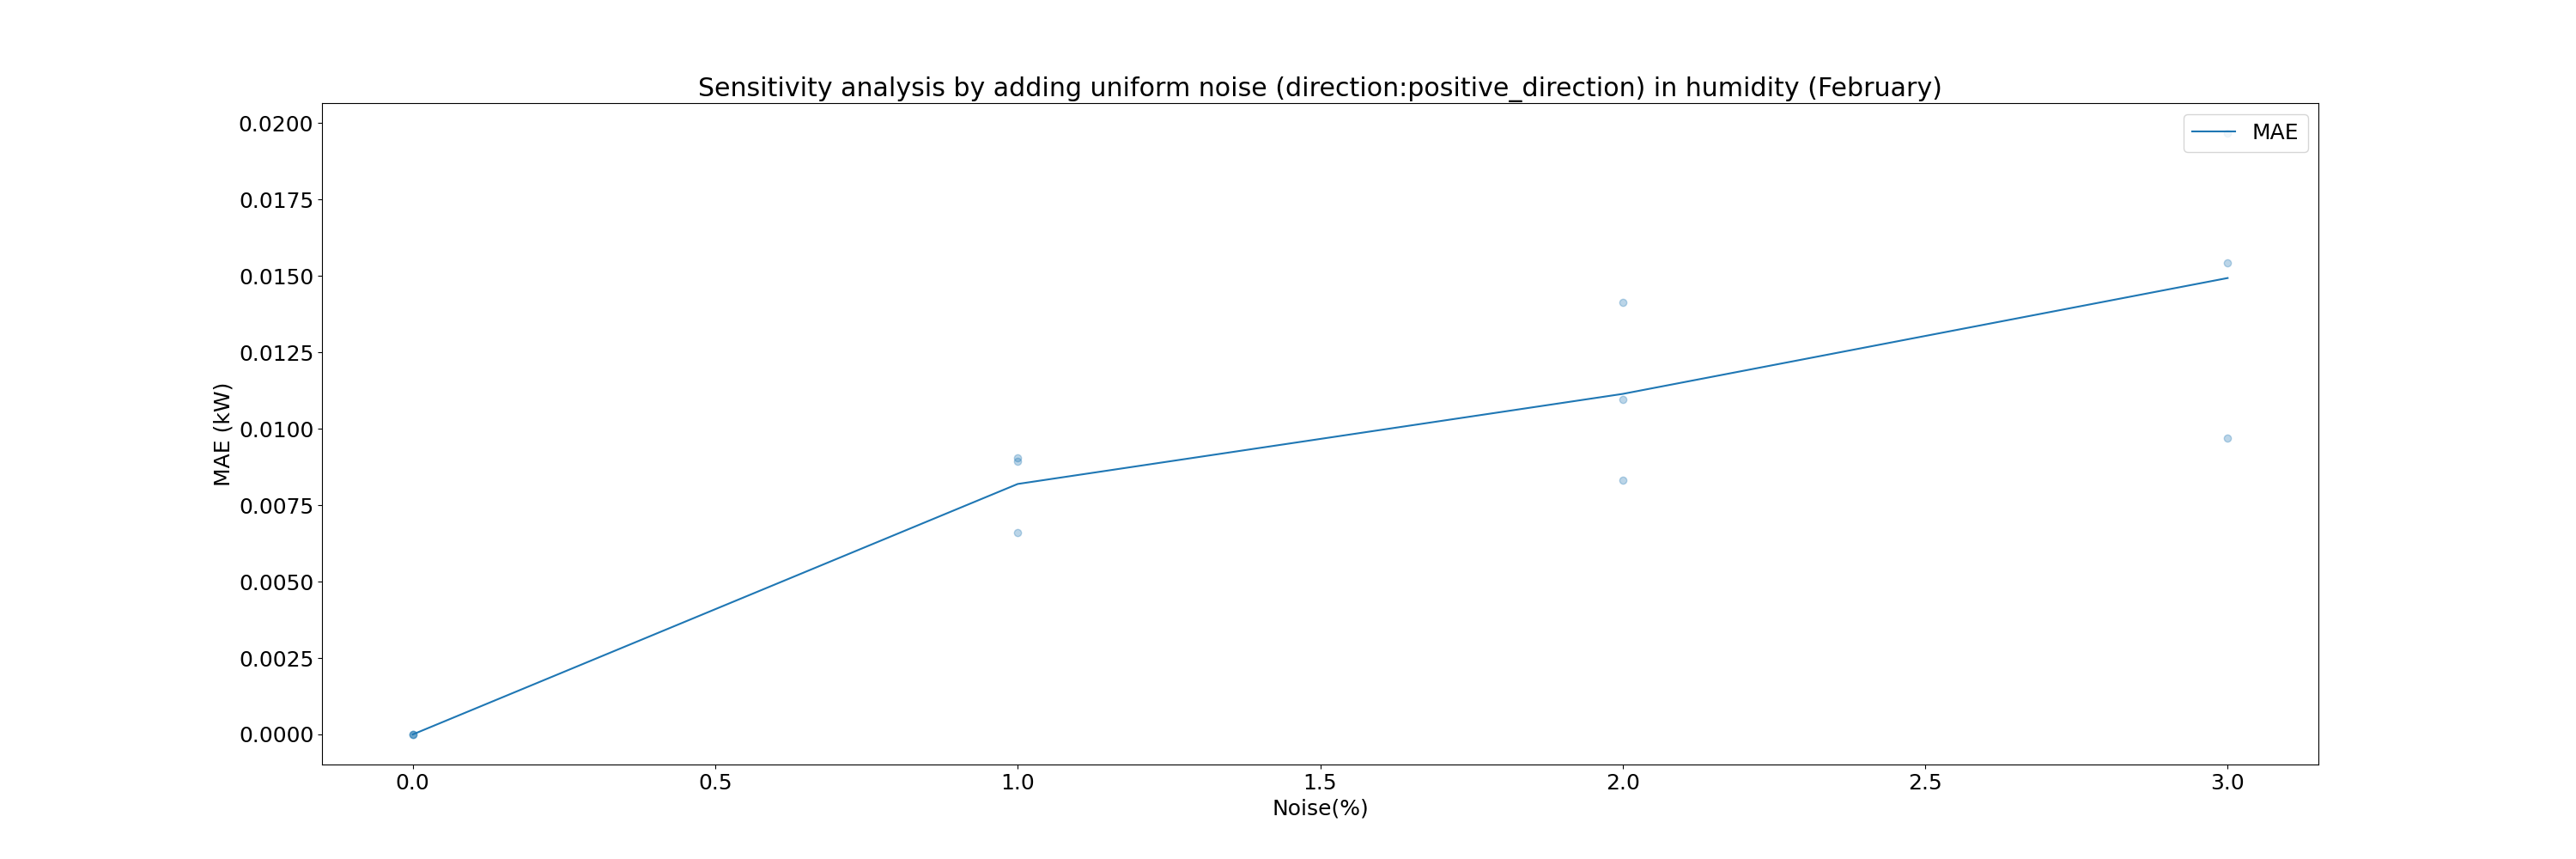 Sensitivity analysis by adding uniform noise (direction:positive_direction) in humidity (February)
MAE
0.0200
0.0175
0.0150
0.0125
0.0100
0.0075
0.0050
0.0025
0.0000
MAE (kW)
0.0 0.5 1.0 1.5 2.0 2.5 3.0
Noise(%)